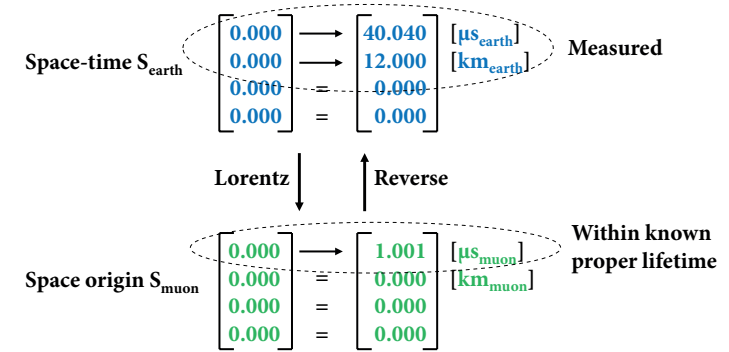 0.000 → 40.040 [µs_earth]
Space-time S_earth 0.000 → 12.000 [km_earth] Measured
0.000 = 0.000
0.000 = 0.000
Lorentz Reverse
0.000 → 1.001 [µs_muon] Within known
Space origin S_muon 0.000 = 0.000 [km_muon] proper lifetime
0.000 = 0.000
0.000 = 0.000